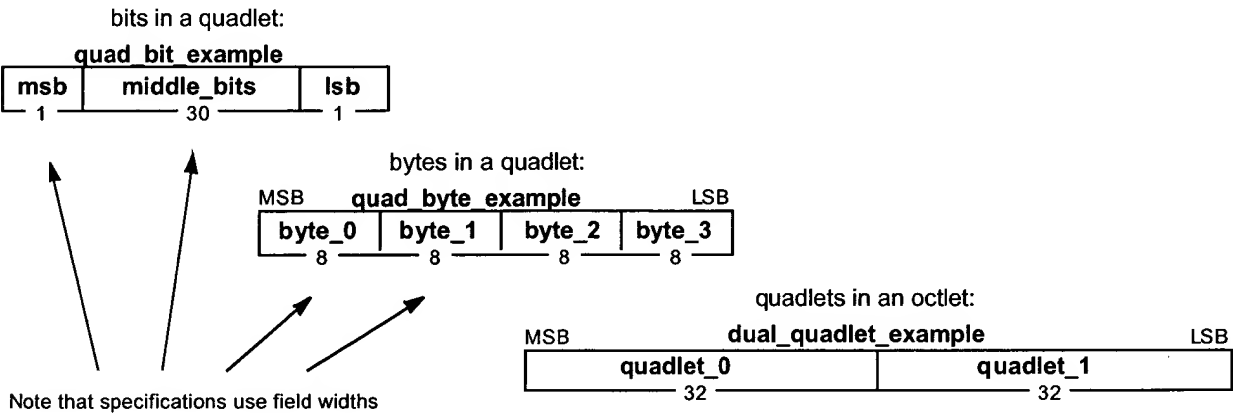 bits in a quadlet:
quad_bit_example
msb middle_bits lsb
1 30 1
bytes in a quadlet:
MSB quad_byte_example LSB
byte_0 byte_1 byte_2 byte_3
8 8 8 8
quadlets in an octlet:
MSB dual_quadlet_example LSB
quadlet_0 quadlet_1
32 32
Note that specifications use field widths